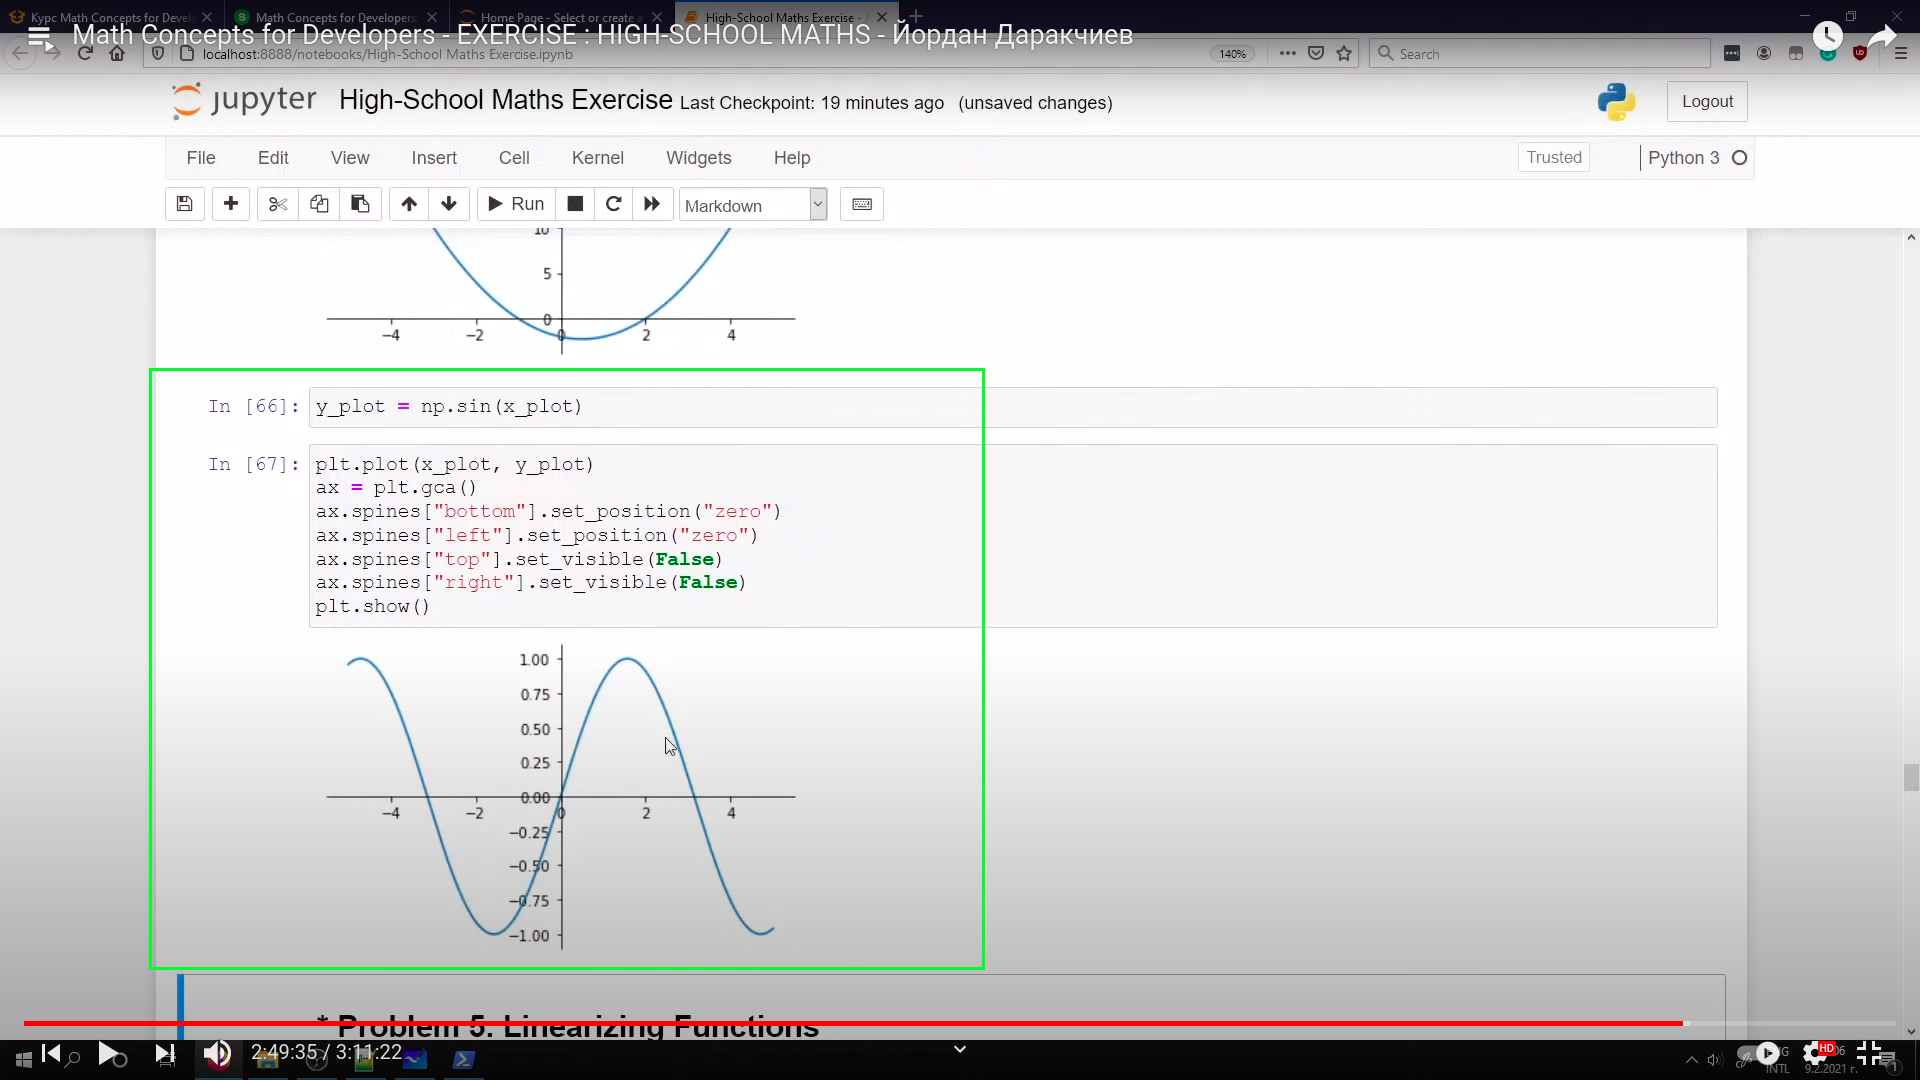 Курс Math Concepts for Devel
Math Concepts for Developers
Home Page - Select or create a
High-School Maths Exercise -
Math Concepts for Developers - EXERCISE : HIGH-SCHOOL MATHS - Йордан Даракчиев
localhost:8888/notebooks/High-School Maths Exercise.ipynb
140%
Search
jupyter High-School Maths Exercise Last Checkpoint: 19 minutes ago (unsaved changes)
Logout
File Edit View Insert Cell Kernel Widgets Help
Trusted
Python 3
Run
Markdown
10
5
0
−4 −2 0 2 4
In [66]: y_plot = np.sin(x_plot)
In [67]: plt.plot(x_plot, y_plot)
ax = plt.gca()
ax.spines["bottom"].set_position("zero")
ax.spines["left"].set_position("zero")
ax.spines["top"].set_visible(False)
ax.spines["right"].set_visible(False)
plt.show()
1.00
0.75
0.50
0.25
0.00
−4 −2 0 2 4
−0.25
−0.50
−0.75
−1.00
* Problem 5. Linearizing Functions
2:49:35 / 3:11:22
HD
INTL
9.2.2021 г.
1